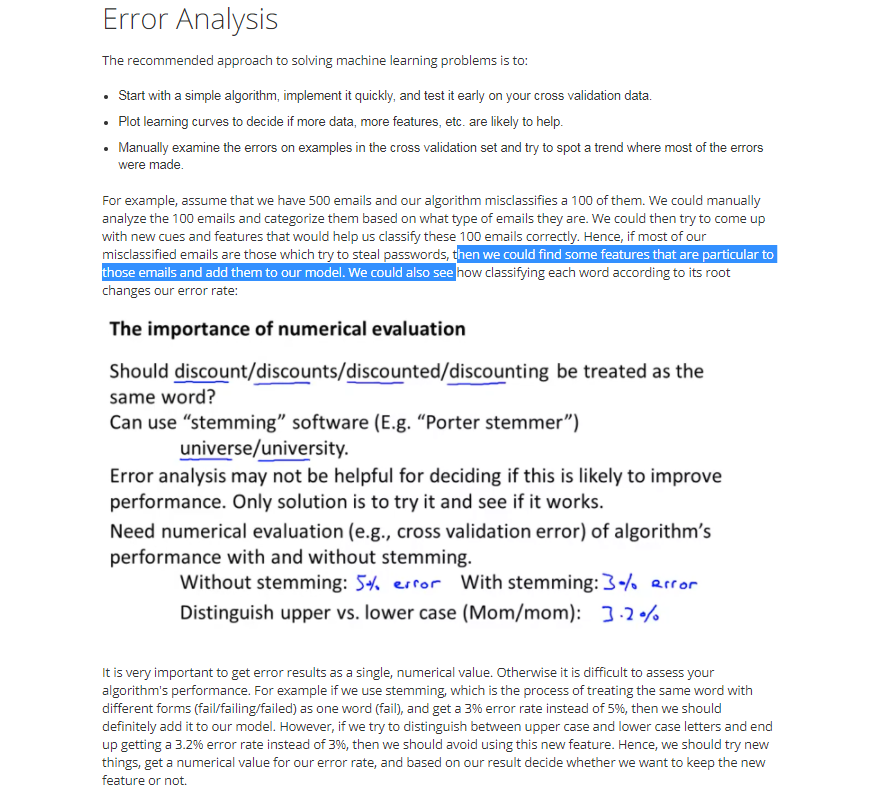 Error Analysis
The recommended approach to solving machine learning problems is to:
• Start with a simple algorithm, implement it quickly, and test it early on your cross validation data.
• Plot learning curves to decide if more data, more features, etc. are likely to help.
• Manually examine the errors on examples in the cross validation set and try to spot a trend where most of the errors
were made.
For example, assume that we have 500 emails and our algorithm misclassifies a 100 of them. We could manually
analyze the 100 emails and categorize them based on what type of emails they are. We could then try to come up
with new cues and features that would help us classify these 100 emails correctly. Hence, if most of our
misclassified emails are those which try to steal passwords, then we could find some features that are particular to
those emails and add them to our model. We could also see how classifying each word according to its root
changes our error rate:
The importance of numerical evaluation
Should discount/discounts/discounted/discounting be treated as the
same word?
Can use “stemming” software (E.g. “Porter stemmer”)
universe/university.
Error analysis may not be helpful for deciding if this is likely to improve
performance. Only solution is to try it and see if it works.
Need numerical evaluation (e.g., cross validation error) of algorithm’s
performance with and without stemming.
Without stemming: 5% error With stemming: 3% error
Distinguish upper vs. lower case (Mom/mom): 3.2%
It is very important to get error results as a single, numerical value. Otherwise it is difficult to assess your
algorithm's performance. For example if we use stemming, which is the process of treating the same word with
different forms (fail/failing/failed) as one word (fail), and get a 3% error rate instead of 5%, then we should
definitely add it to our model. However, if we try to distinguish between upper case and lower case letters and end
up getting a 3.2% error rate instead of 3%, then we should avoid using this new feature. Hence, we should try new
things, get a numerical value for our error rate, and based on our result decide whether we want to keep the new
feature or not.